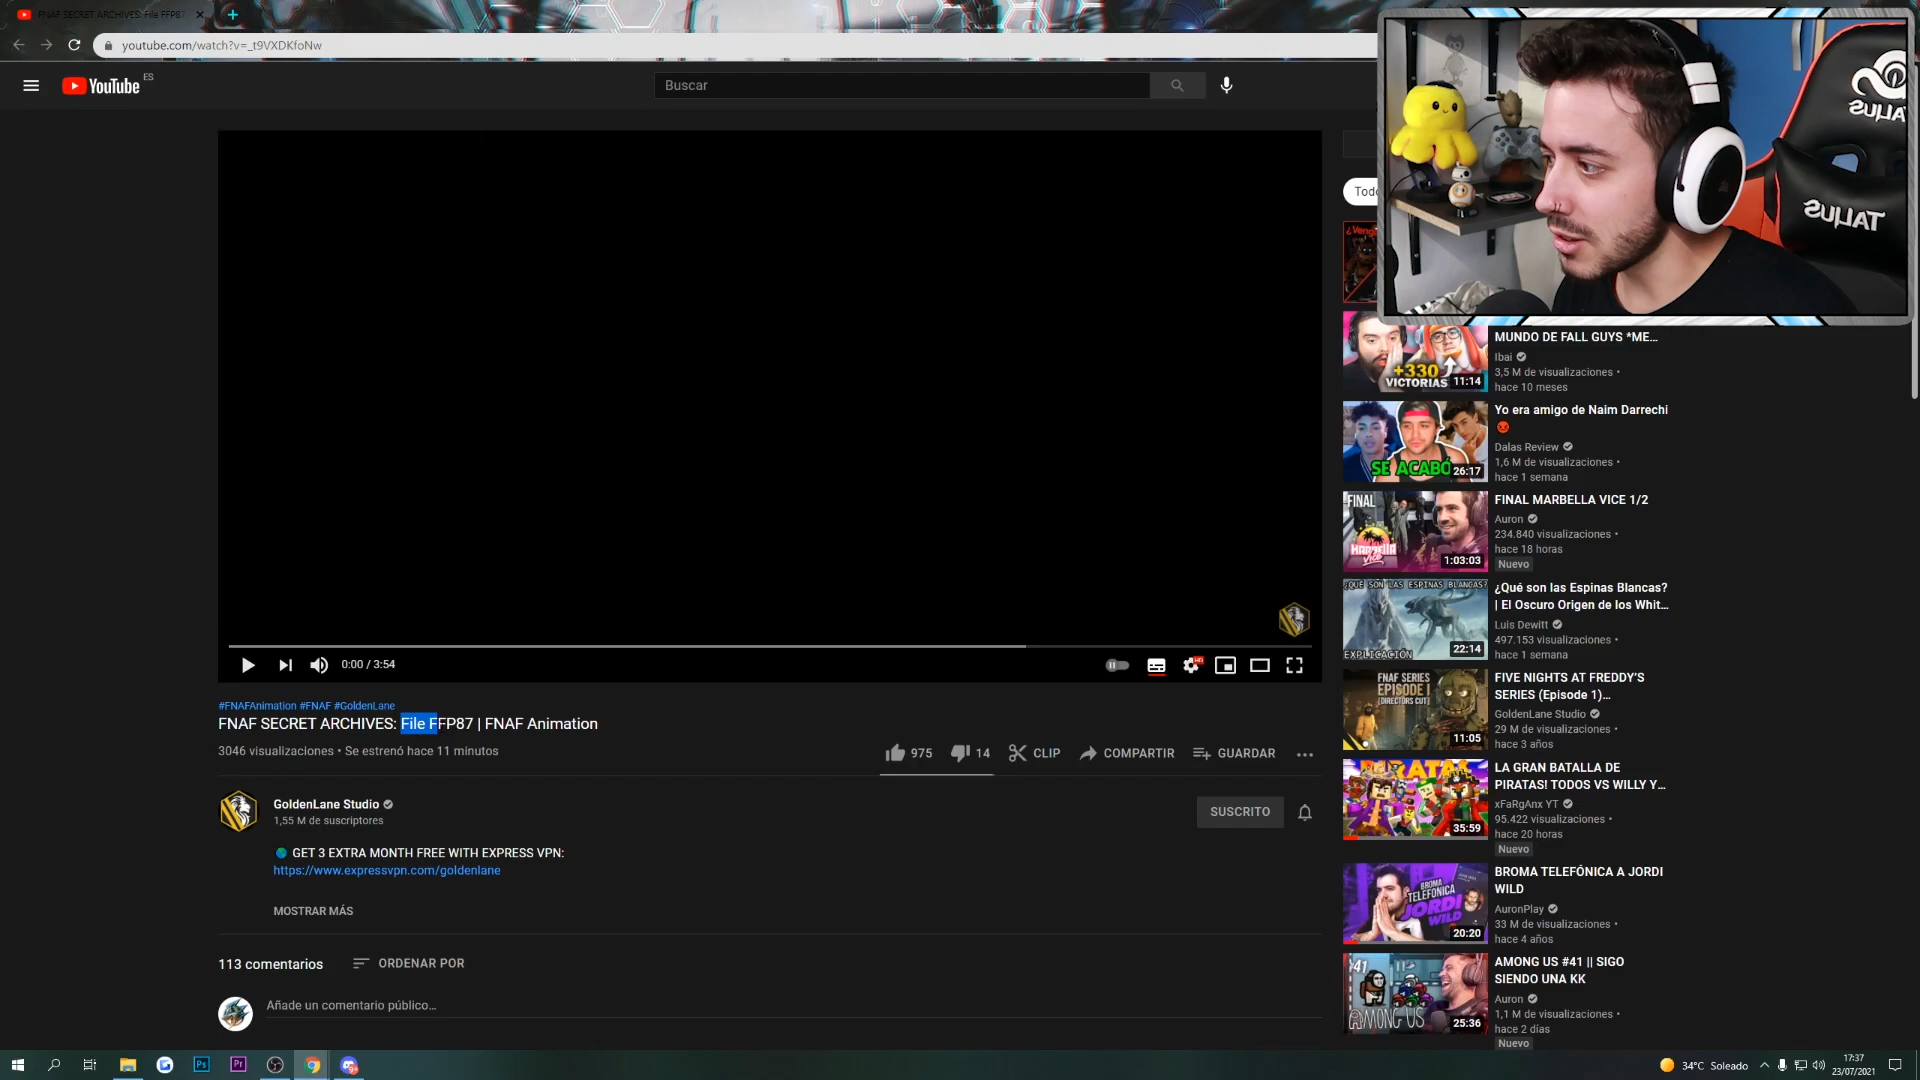 FNAF SECRET ARCHIVES: File FFP87
youtube.com/watch?v=_t9VXDKfoNw
YouTube
ES
Buscar
0:00 / 3:54
HD
#FNAFAnimation #FNAF #GoldenLane
FNAF SECRET ARCHIVES: File FFP87 | FNAF Animation
3046 visualizaciones • Se estrenó hace 11 minutos
975
14
CLIP
COMPARTIR
GUARDAR
GoldenLane Studio
1,55 M de suscriptores
SUSCRITO
GET 3 EXTRA MONTH FREE WITH EXPRESS VPN:
https://www.expressvpn.com/goldenlane
MOSTRAR MÁS
113 comentarios
ORDENAR POR
Añade un comentario público...
+330
VICTORIAS
11:14
MUNDO DE FALL GUYS *ME...
Ibai
3,5 M de visualizaciones •
hace 10 meses
SE ACABÓ
26:17
Yo era amigo de Naim Darrechi
Dalas Review
1,6 M de visualizaciones •
hace 1 semana
FINAL
1:03:03
FINAL MARBELLA VICE 1/2
Auron
234.840 visualizaciones •
hace 18 horas
Nuevo
¿QUÉ SON LAS ESPINAS BLANCAS?
EXPLICACIÓN
22:14
¿Qué son las Espinas Blancas?
| El Oscuro Origen de los Whit...
Luis Dewitt
497.153 visualizaciones •
hace 1 semana
FNAF SERIES
EPISODE I
[DIRECTORS CUT]
11:05
FIVE NIGHTS AT FREDDY'S
SERIES (Episode 1)...
GoldenLane Studio
29 M de visualizaciones •
hace 3 años
PIRATAS!
35:59
LA GRAN BATALLA DE
PIRATAS! TODOS VS WILLY Y...
xFaRgAnx YT
95.422 visualizaciones •
hace 20 horas
Nuevo
BROMA
TELEFÓNICA
JORDI
WILD
20:20
BROMA TELEFÓNICA A JORDI
WILD
AuronPlay
33 M de visualizaciones •
hace 4 años
#41
AMONG US
25:36
AMONG US #41 || SIGO
SIENDO UNA KK
Auron
1,1 M de visualizaciones •
hace 2 días
Nuevo
TALIUS
TALIUS
Ps
Pr
34°C Soleado
17:37
23/07/2021